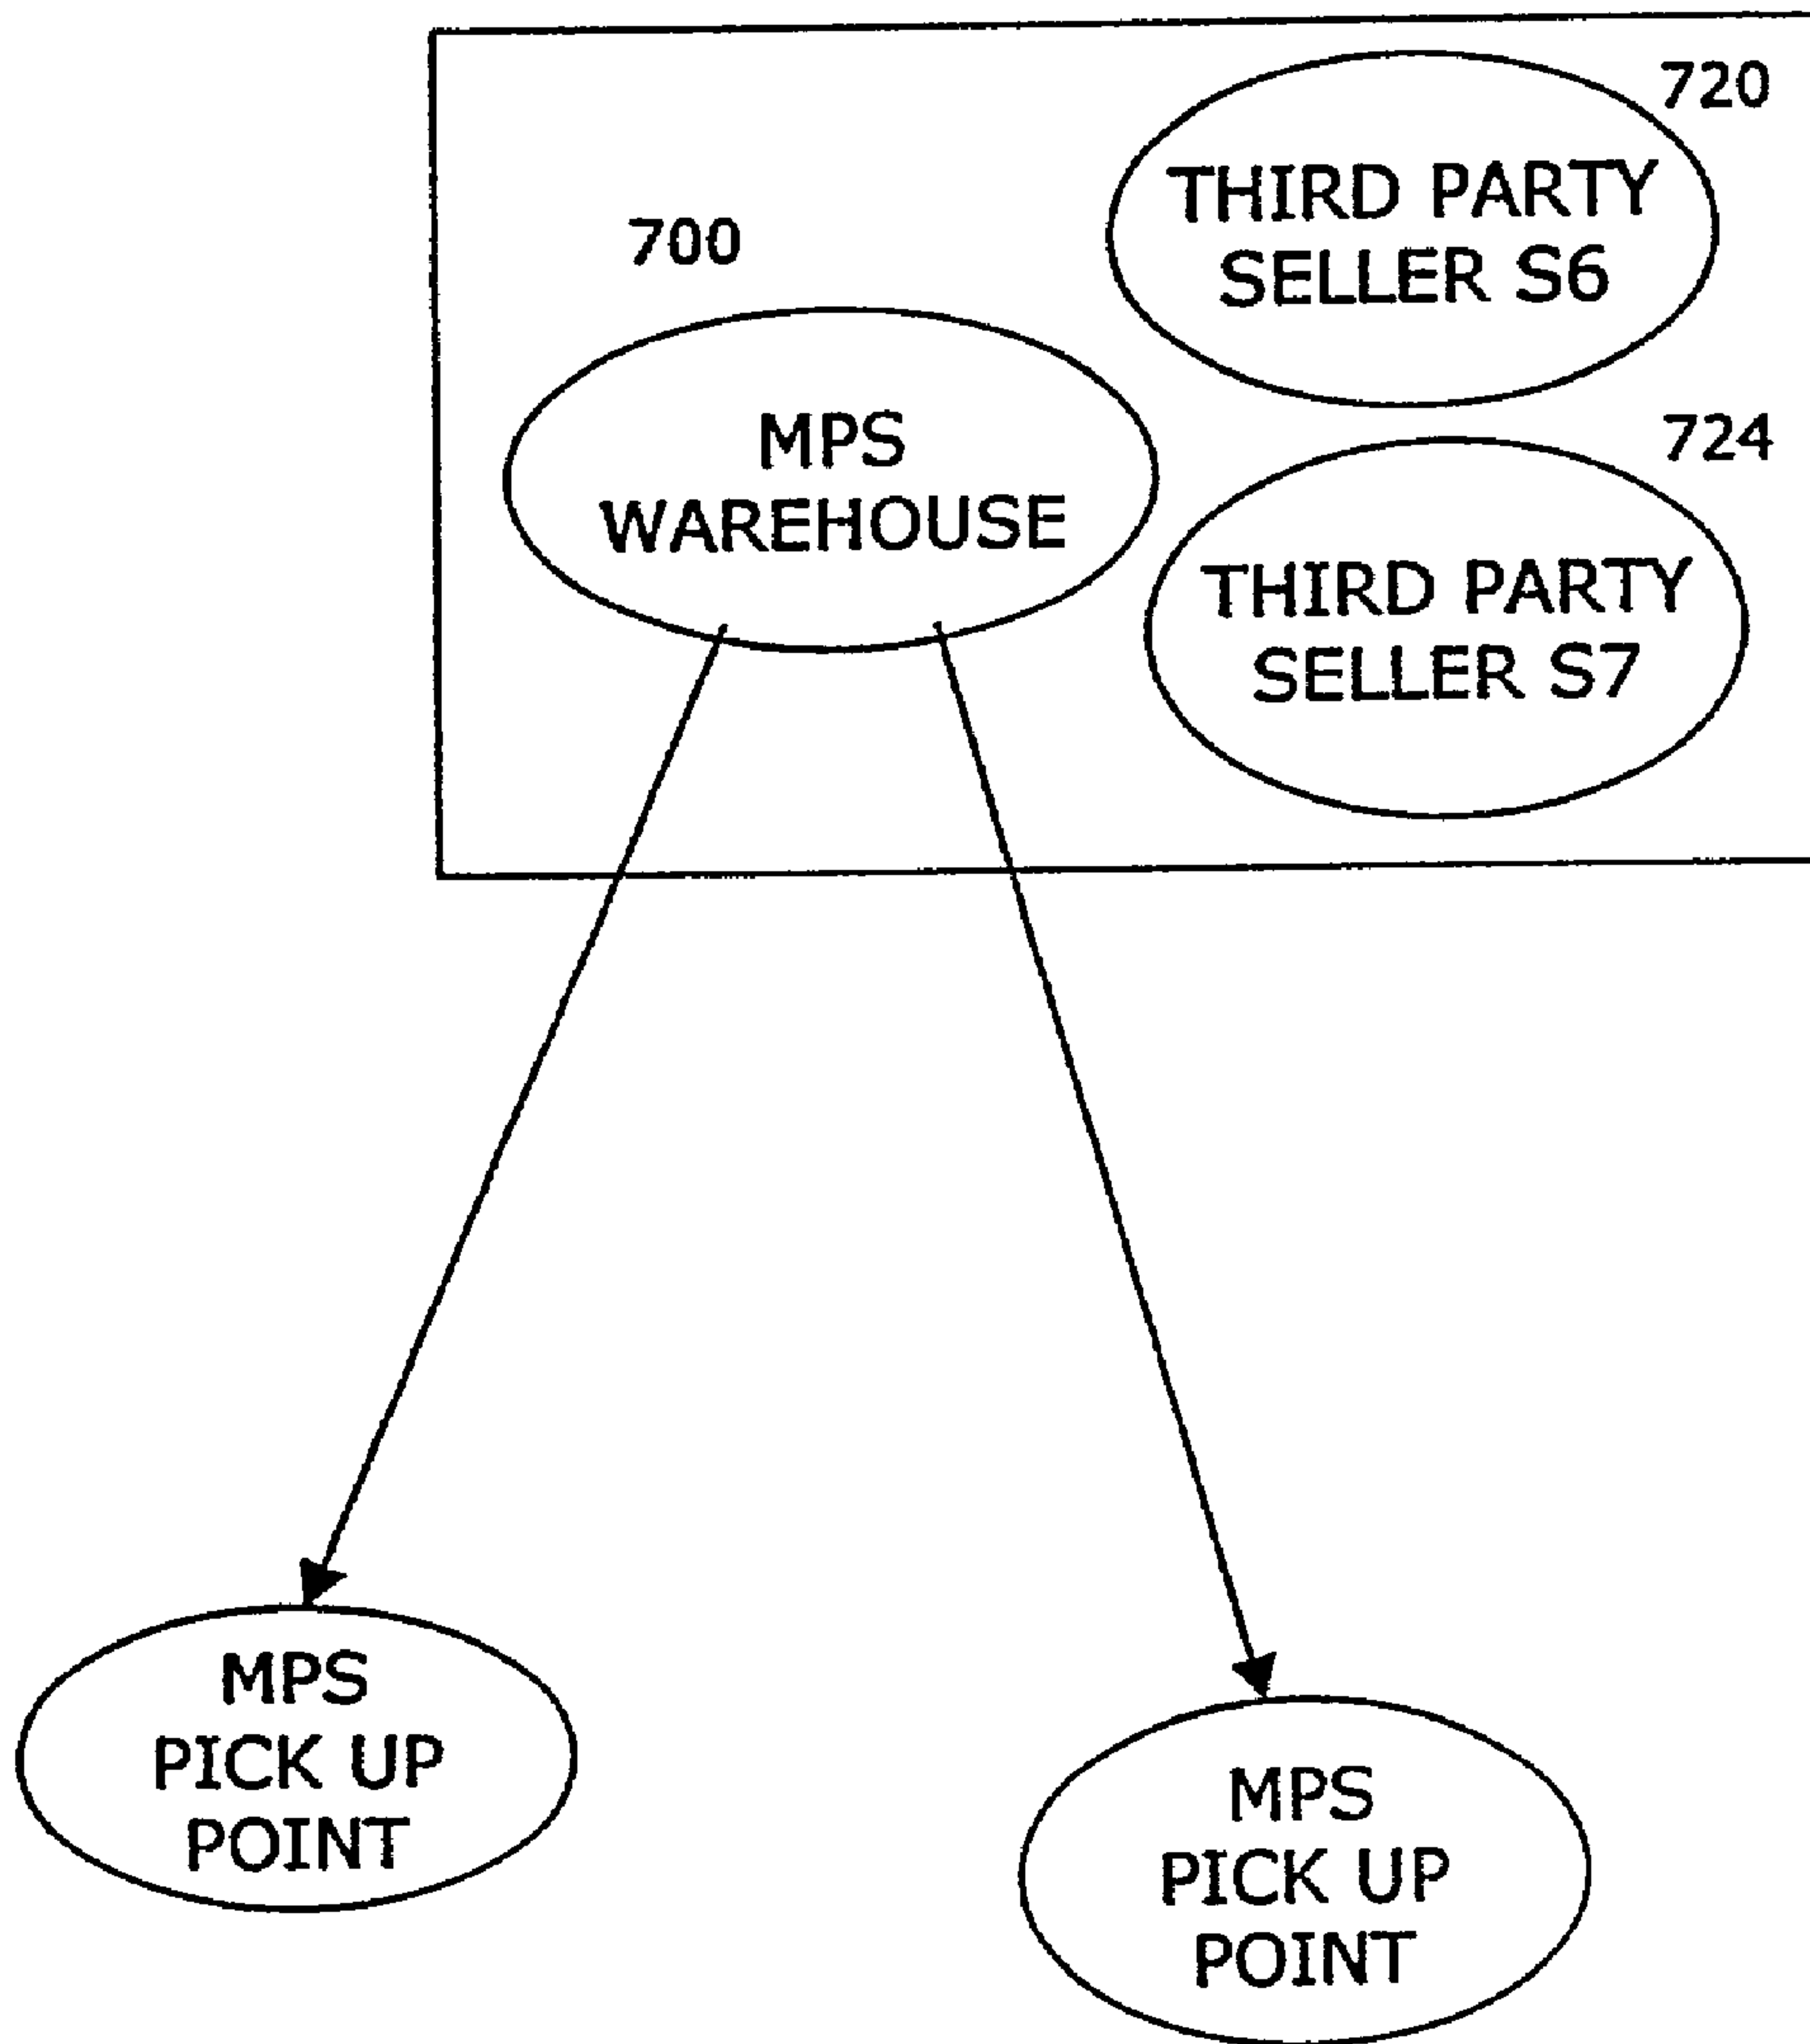 720
THIRD PARTY
SELLER S6
700
MPS
WAREHOUSE
724
THIRD PARTY
SELLER S7
MPS
PICK UP
POINT
MPS
PICK UP
POINT